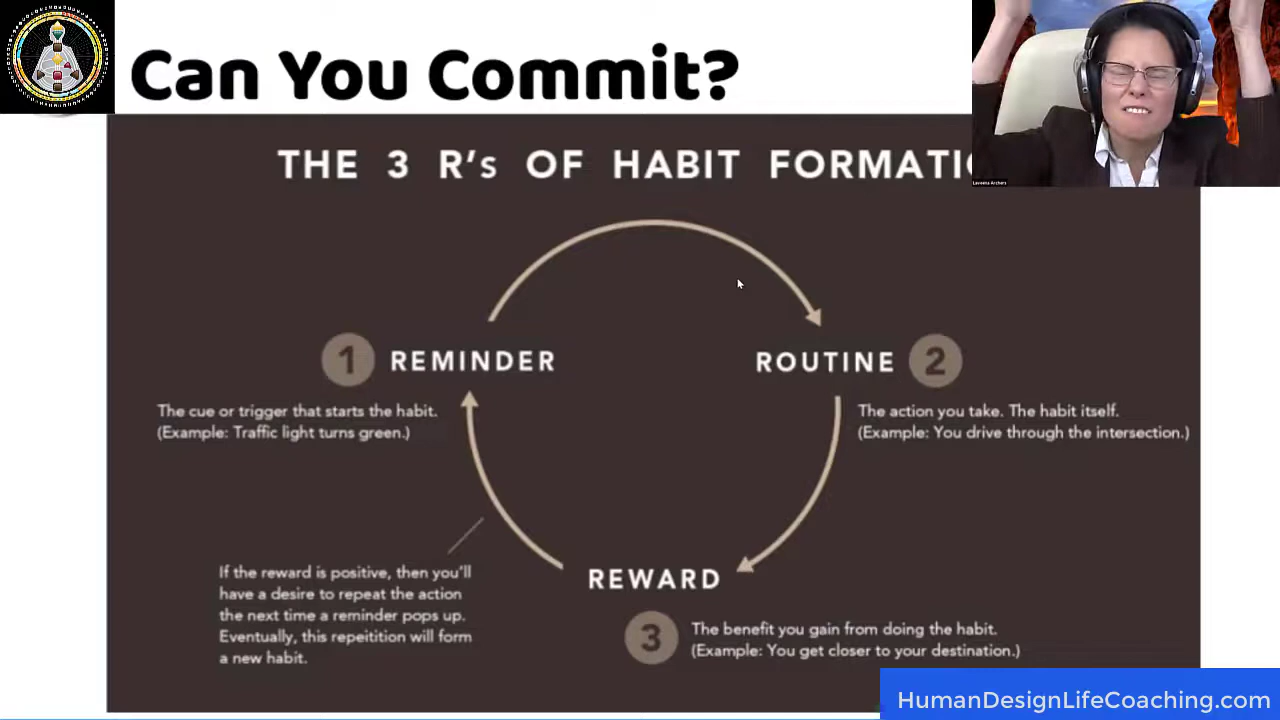 Can You Commit?
THE 3 R's OF HABIT FORMATIO
Laveena Archers
1 REMINDER
ROUTINE 2
The cue or trigger that starts the habit.
(Example: Traffic light turns green.)
The action you take. The habit itself.
(Example: You drive through the intersection.)
If the reward is positive, then you'll
have a desire to repeat the action
the next time a reminder pops up.
Eventually, this repeitition will form
a new habit.
REWARD
3
The benefit you gain from doing the habit.
(Example: You get closer to your destination.)
HumanDesignLifeCoaching.com